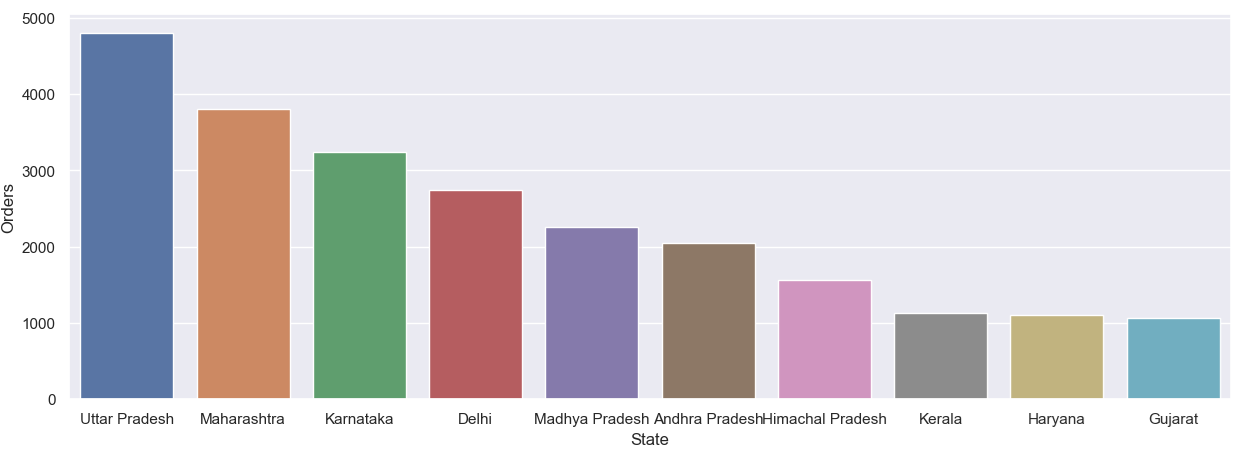 5000
4000
3000
2000
1000
0
Orders
Uttar Pradesh Maharashtra Karnataka Delhi Madhya Pradesh Andhra Pradesh Himachal Pradesh Kerala Haryana Gujarat
State